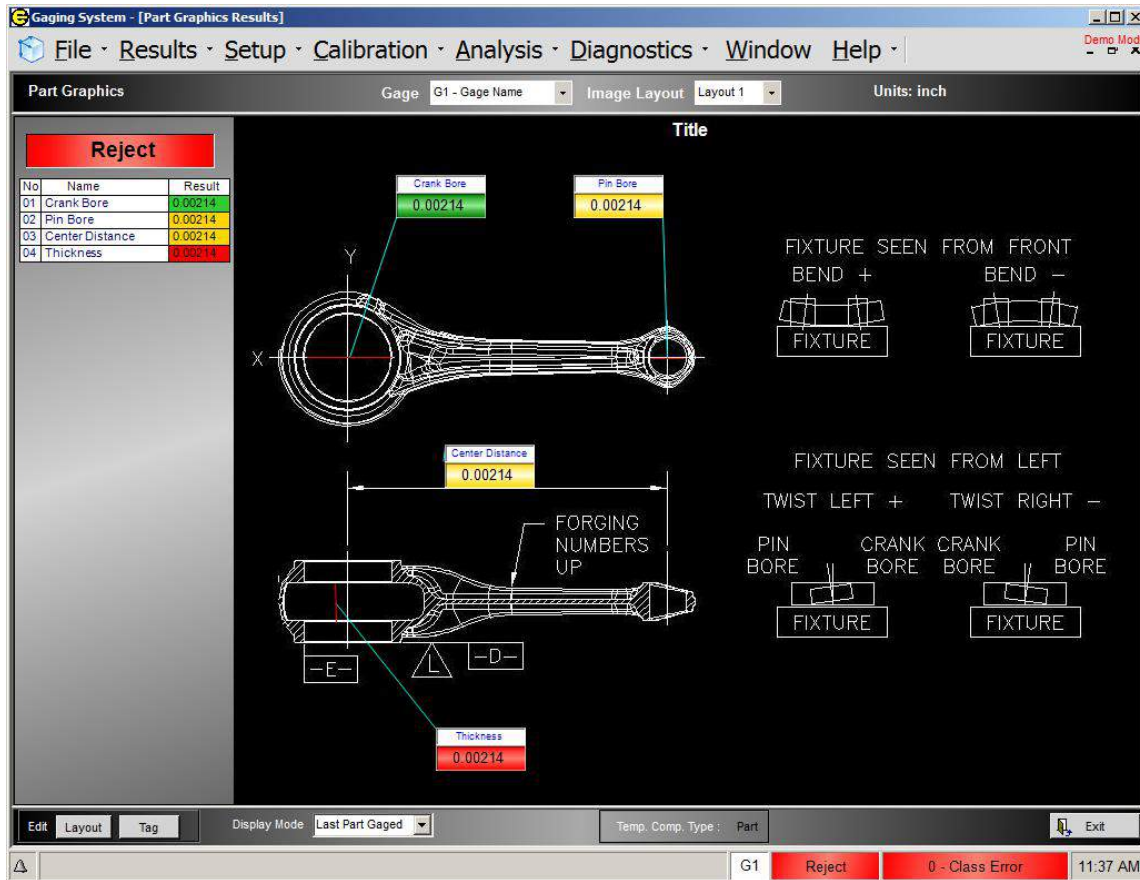 Gaging System - [Part Graphics Results]
File Results Setup Calibration Analysis Diagnostics Window Help
Demo Mod
Part Graphics
Gage G1 - Gage Name
Image Layout Layout 1
Units: inch
Reject
No Name Result
01 Crank Bore 0.00214
02 Pin Bore 0.00214
03 Center Distance 0.00214
04 Thickness 0.00214
Title
Crank Bore
0.00214
Pin Bore
0.00214
Y
X
FIXTURE SEEN FROM FRONT
BEND + BEND -
FIXTURE FIXTURE
Center Distance
0.00214
FORGING
NUMBERS
UP
-E-
L
-D-
Thickness
0.00214
FIXTURE SEEN FROM LEFT
TWIST LEFT + TWIST RIGHT -
PIN CRANK CRANK PIN
BORE BORE BORE BORE
FIXTURE FIXTURE
Edit Layout Tag
Display Mode Last Part Gaged
Temp. Comp. Type : Part
Exit
G1 Reject 0 - Class Error 11:37 AM